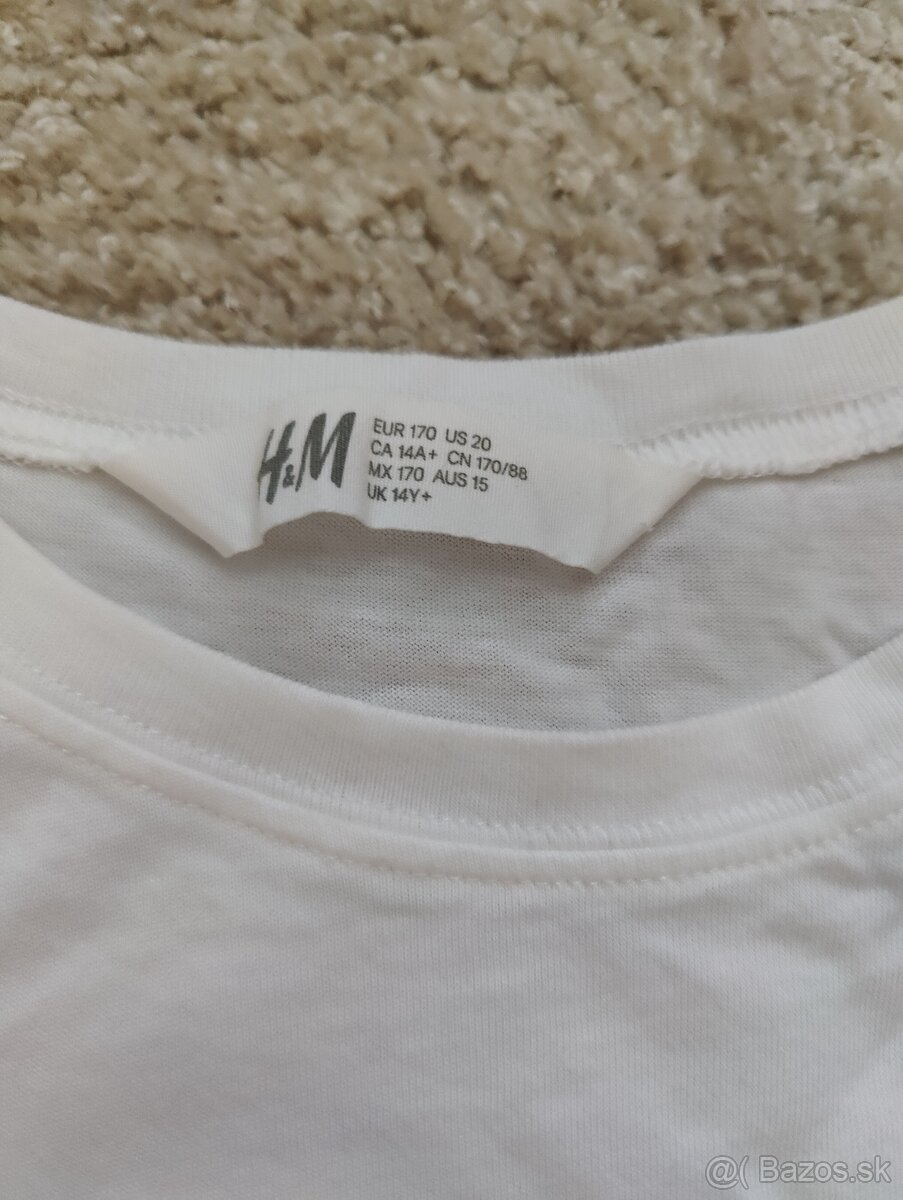 H&M
EUR 170 US 20
CA 14A+ CN 170/88
MX 170 AUS 15
UK 14Y+
@( Bazos.sk